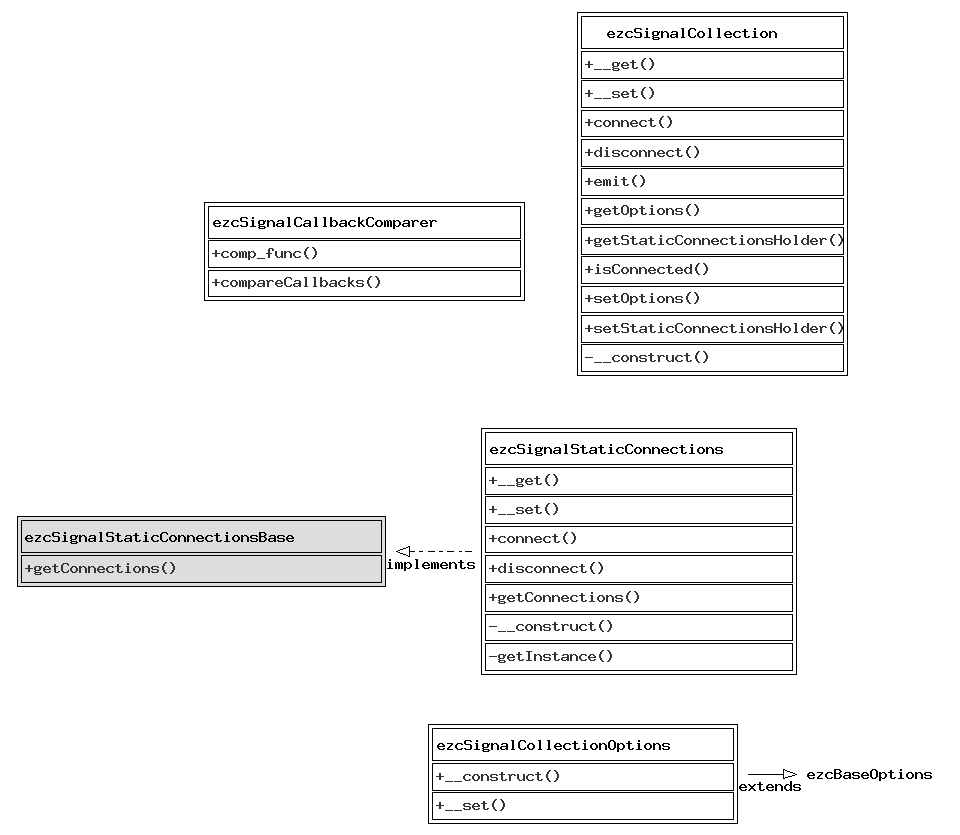 ezcSignalCollection
+__get()
+__set()
+connect()
+disconnect()
+emit()
+getOptions()
+getStaticConnectionsHolder()
+isConnected()
+setOptions()
+setStaticConnectionsHolder()
-__construct()
ezcSignalCallbackComparer
+comp_func()
+compareCallbacks()
ezcSignalStaticConnections
+__get()
+__set()
+connect()
+disconnect()
+getConnections()
-__construct()
-getInstance()
ezcSignalStaticConnectionsBase
+getConnections()
implements
ezcSignalCollectionOptions
+__construct()
+__set()
extends
ezcBaseOptions